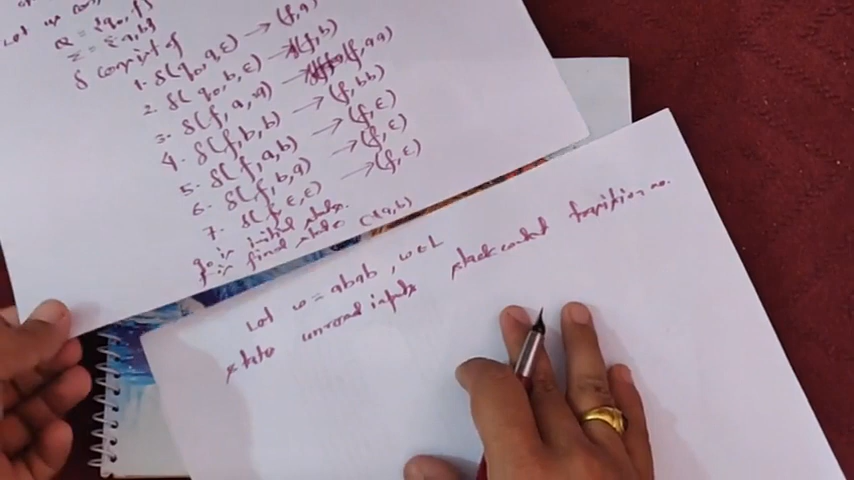 Q = {q0, f}
Σ = {a,b}
δ consist of
1. δ(q0, a, ε) → (f, a)
2. δ(q0, b, ε) → (f, b)
3. δ(f, a, a) → (f, aa)
4. δ(f, b, b) → (f, bb)
5. δ(f, a, b) → (f, ε)
6. δ(f, b, a) → (f, ε)
7. δ(f, ε, ε) → (f, ε)
q0 is initial state.
f is final state
Let w = abab, w ∈ L
state unread inputs stack content transition no.